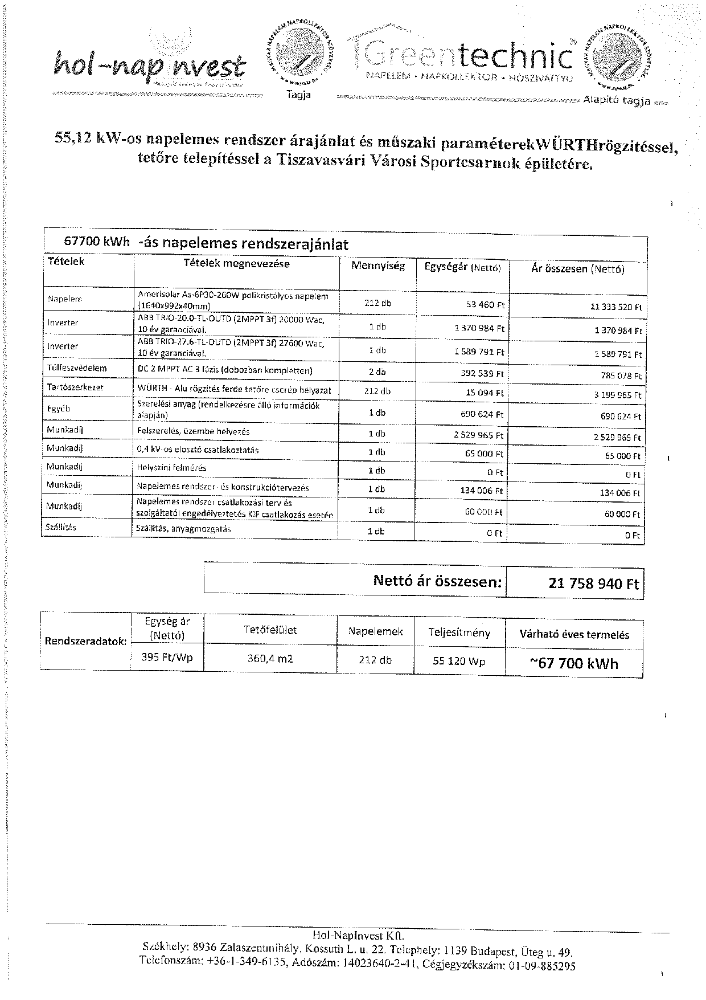 hol-nap invest
MAGYAR NAPELEM NAPKOLLEKTOR SZÖVETSÉG
Tagja
Greentechnic®
NAPELEM • NAPKOLLEKTOR • HŐSZIVATTYÚ
MAGYAR NAPELEM NAPKOLLEKTOR SZÖVETSÉG
Alapító tagja
55,12 kW-os napelemes rendszer árajánlat és műszaki paraméterekWÜRTHrögzítéssel,
tetőre telepítéssel a Tiszavasvári Városi Sportcsarnok épületére.
67700 kWh -ás napelemes rendszerajánlat
Tételek Tételek megnevezése Mennyiség Egységár (Nettó) Ár összesen (Nettó)
Napelem Amerisolar As-6P30-260W polikristályos napelem
(1640x992x40mm) 212 db 53 460 Ft 11 333 520 Ft
Inverter ABB TRIO-20.0-TL-OUTD (2MPPT 3f) 20000 Wac,
10 év garanciával. 1 db 1 370 984 Ft 1 370 984 Ft
Inverter ABB TRIO-27.6-TL-OUTD (2MPPT 3f) 27600 Wac,
10 év garanciával. 1 db 1 589 791 Ft 1 589 791 Ft
Túlfeszvédelem DC 2 MPPT AC 3 fázis (dobozban kompletten) 2 db 392 539 Ft 785 078 Ft
Tartószerkezet WÜRTH - Alu rögzítés ferde tetőre cserép helyazat 212 db 15 094 Ft 3 199 965 Ft
Egyéb Szerelési anyag (rendelkezésre álló információk
alapján) 1 db 690 624 Ft 690 624 Ft
Munkadíj Felszerelés, üzembe helyezés 1 db 2 529 965 Ft 2 529 965 Ft
Munkadíj 0,4 kV-os elosztó csatlakoztatás 1 db 65 000 Ft 65 000 Ft
Munkadíj Helyszíni felmérés 1 db 0 Ft 0 Ft
Munkadíj Napelemes rendszer- és konstrukciótervezés 1 db 134 006 Ft 134 006 Ft
Munkadíj Napelemes rendszer csatlakozási terv és
szolgáltatói engedélyeztetés KIF csatlakozás esetén 1 db 60 000 Ft 60 000 Ft
Szállítás Szállítás, anyagmozgatás 1 db 0 Ft 0 Ft
Nettó ár összesen: 21 758 940 Ft
Rendszeradatok: Egység ár
(Nettó) Tetőfelület Napelemek Teljesítmény Várható éves termelés
395 Ft/Wp 360,4 m2 212 db 55 120 Wp ~67 700 kWh
Hol-NapInvest Kft.
Székhely: 8936 Zalaszentmihály, Kossuth L. u. 22. Telephely: 1139 Budapest, Üteg u. 49.
Telefonszám: +36-1-349-6135, Adószám: 14023640-2-41, Cégjegyzékszám: 01-09-885295